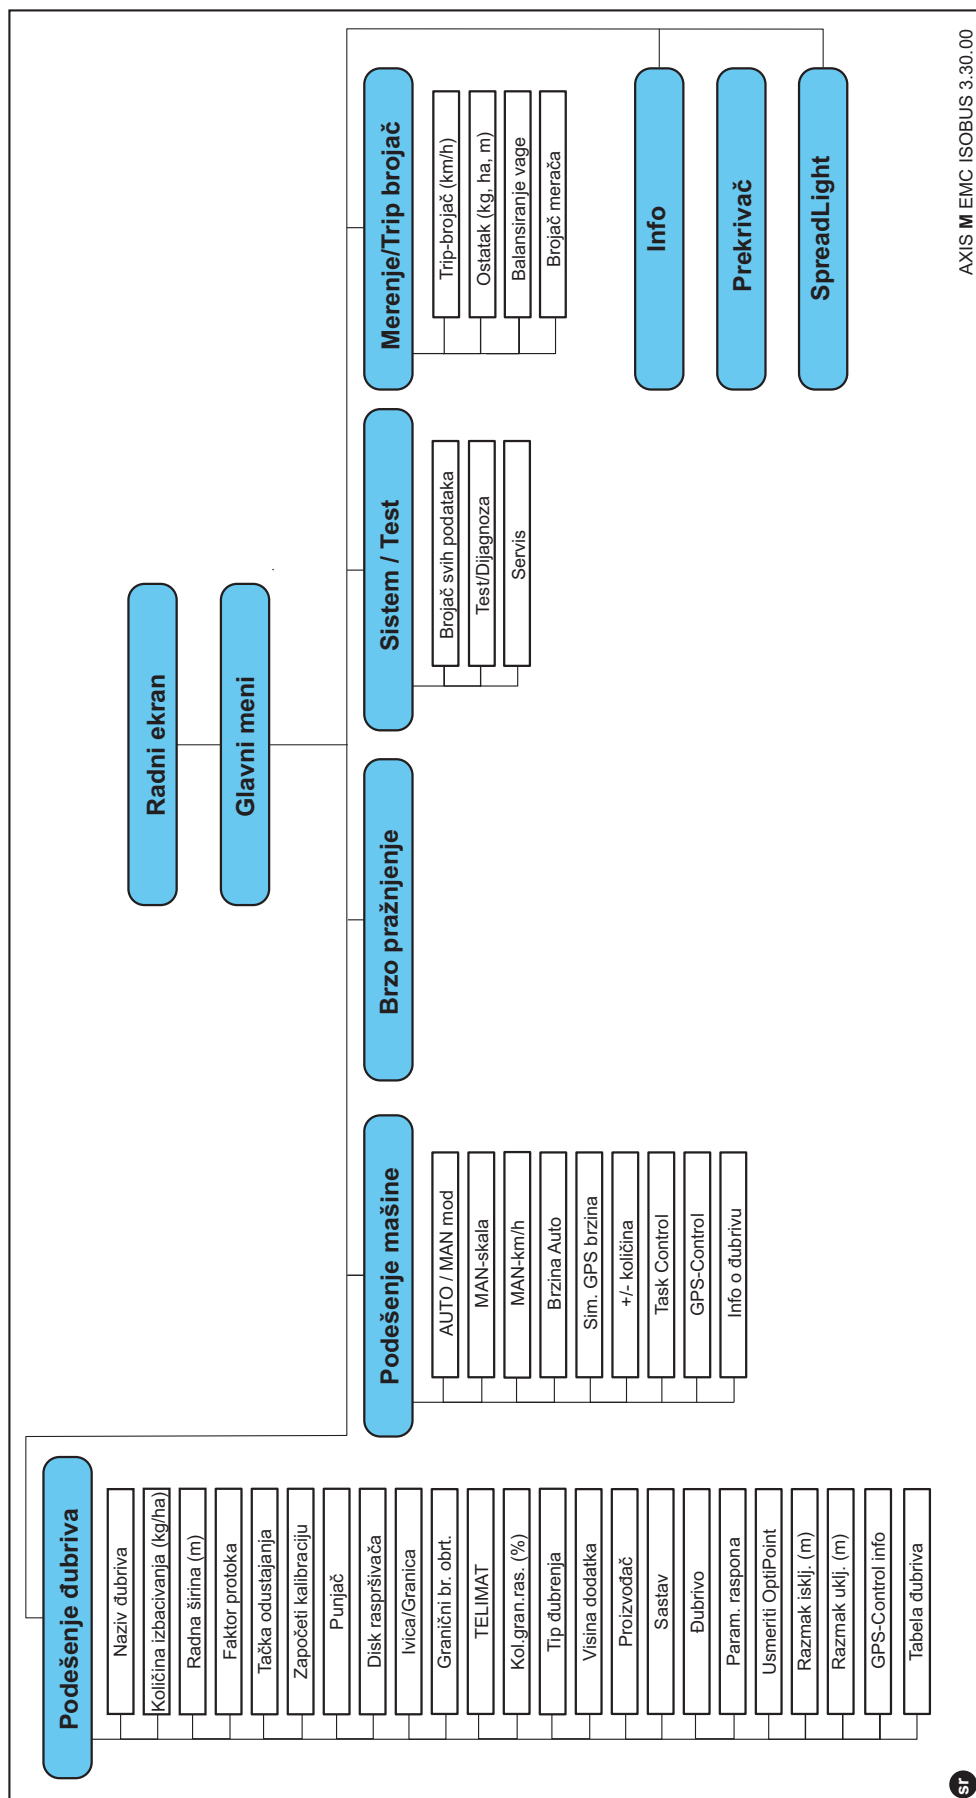 Radni ekran
Glavni meni
Podešenje đubriva
Naziv đubriva
Količina izbacivanja (kg/ha)
Radna širina (m)
Faktor protoka
Tačka odustajanja
Započeti kalibraciju
Punjač
Disk raspršivača
Ivica/Granica
Granični br. obrt.
TELIMAT
Kol.gran.ras. (%)
Tip đubrenja
Visina dodatka
Proizvođač
Sastav
Đubrivo
Param. raspona
Usmeriti OptiPoint
Razmak isklj. (m)
Razmak uklj. (m)
GPS-Control info
Tabela đubriva
Podešenje mašine
AUTO / MAN mod
MAN-skala
MAN-km/h
Brzina Auto
Sim. GPS brzina
+/- količina
Task Control
GPS-Control
Info o đubrivu
Brzo pražnjenje
Sistem / Test
Brojač svih podataka
Test/Dijagnoza
Servis
Merenje/Trip brojač
Trip-brojač (km/h)
Ostatak (kg, ha, m)
Balansiranje vage
Brojač merača
Info
Prekrivač
SpreadLight
sr
AXIS M EMC ISOBUS 3.30.00